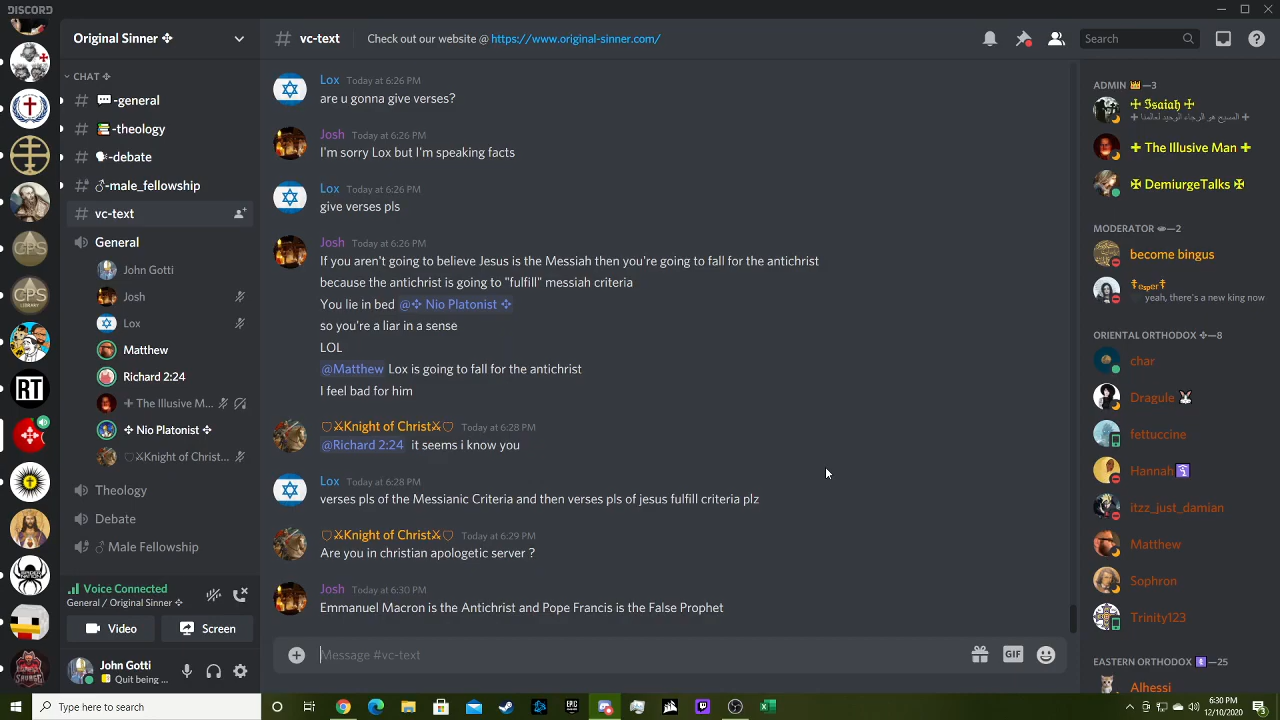 DISCORD
Original Sinner ✣
CHAT ✣
💬-general
📚-theology
🗣-debate
♂-male_fellowship
vc-text
General
John Gotti
Josh
Lox
Matthew
Richard 2:24
✚ The Illusive M...
✣ Nio Platonist ✣
🛡⚔Knight of Christ...
Theology
Debate
♂ Male Fellowship
Voice Connected
General / Original Sinner ✣
Video
Screen
John Gotti
Quit being ...
# vc-text
Check out our website @ https://www.original-sinner.com/
Search
Lox Today at 6:26 PM
are u gonna give verses?
Josh Today at 6:26 PM
I'm sorry Lox but I'm speaking facts
Lox Today at 6:26 PM
give verses pls
Josh Today at 6:26 PM
If you aren't going to believe Jesus is the Messiah then you're going to fall for the antichrist
because the antichrist is going to "fulfill" messiah criteria
You lie in bed @✣ Nio Platonist ✣
so you're a liar in a sense
LOL
@Matthew Lox is going to fall for the antichrist
I feel bad for him
🛡⚔Knight of Christ⚔🛡 Today at 6:28 PM
@Richard 2:24 it seems i know you
Lox Today at 6:28 PM
verses pls of the Messianic Criteria and then verses pls of jesus fulfill criteria plz
🛡⚔Knight of Christ⚔🛡 Today at 6:29 PM
Are you in christian apologetic server ?
Josh Today at 6:30 PM
Emmanuel Macron is the Antichrist and Pope Francis is the False Prophet
Message #vc-text
GIF
ADMIN 👑—3
☩ 𝕴𝖘𝖆𝖎𝖆𝖍 ☩
✚ المسيح هو الرجاء الوحيد لعالمنا ✚
✚ The Illusive Man ✚
✠ DemiurgeTalks ✠
MODERATOR 👁—2
become bingus
yeah, there's a new king now
ORIENTAL ORTHODOX ✣—8
char
Dragule 🐰
fettuccine
Hannah
itzz_just_damian
Matthew
Sophron
Trinity123
EASTERN ORTHODOX ☦—25
Alhessi
CPS
CPS
LIBRARY
RT
SPIDER
NATION
SAVAGE
Type here to search
6:30 PM
12/10/2020